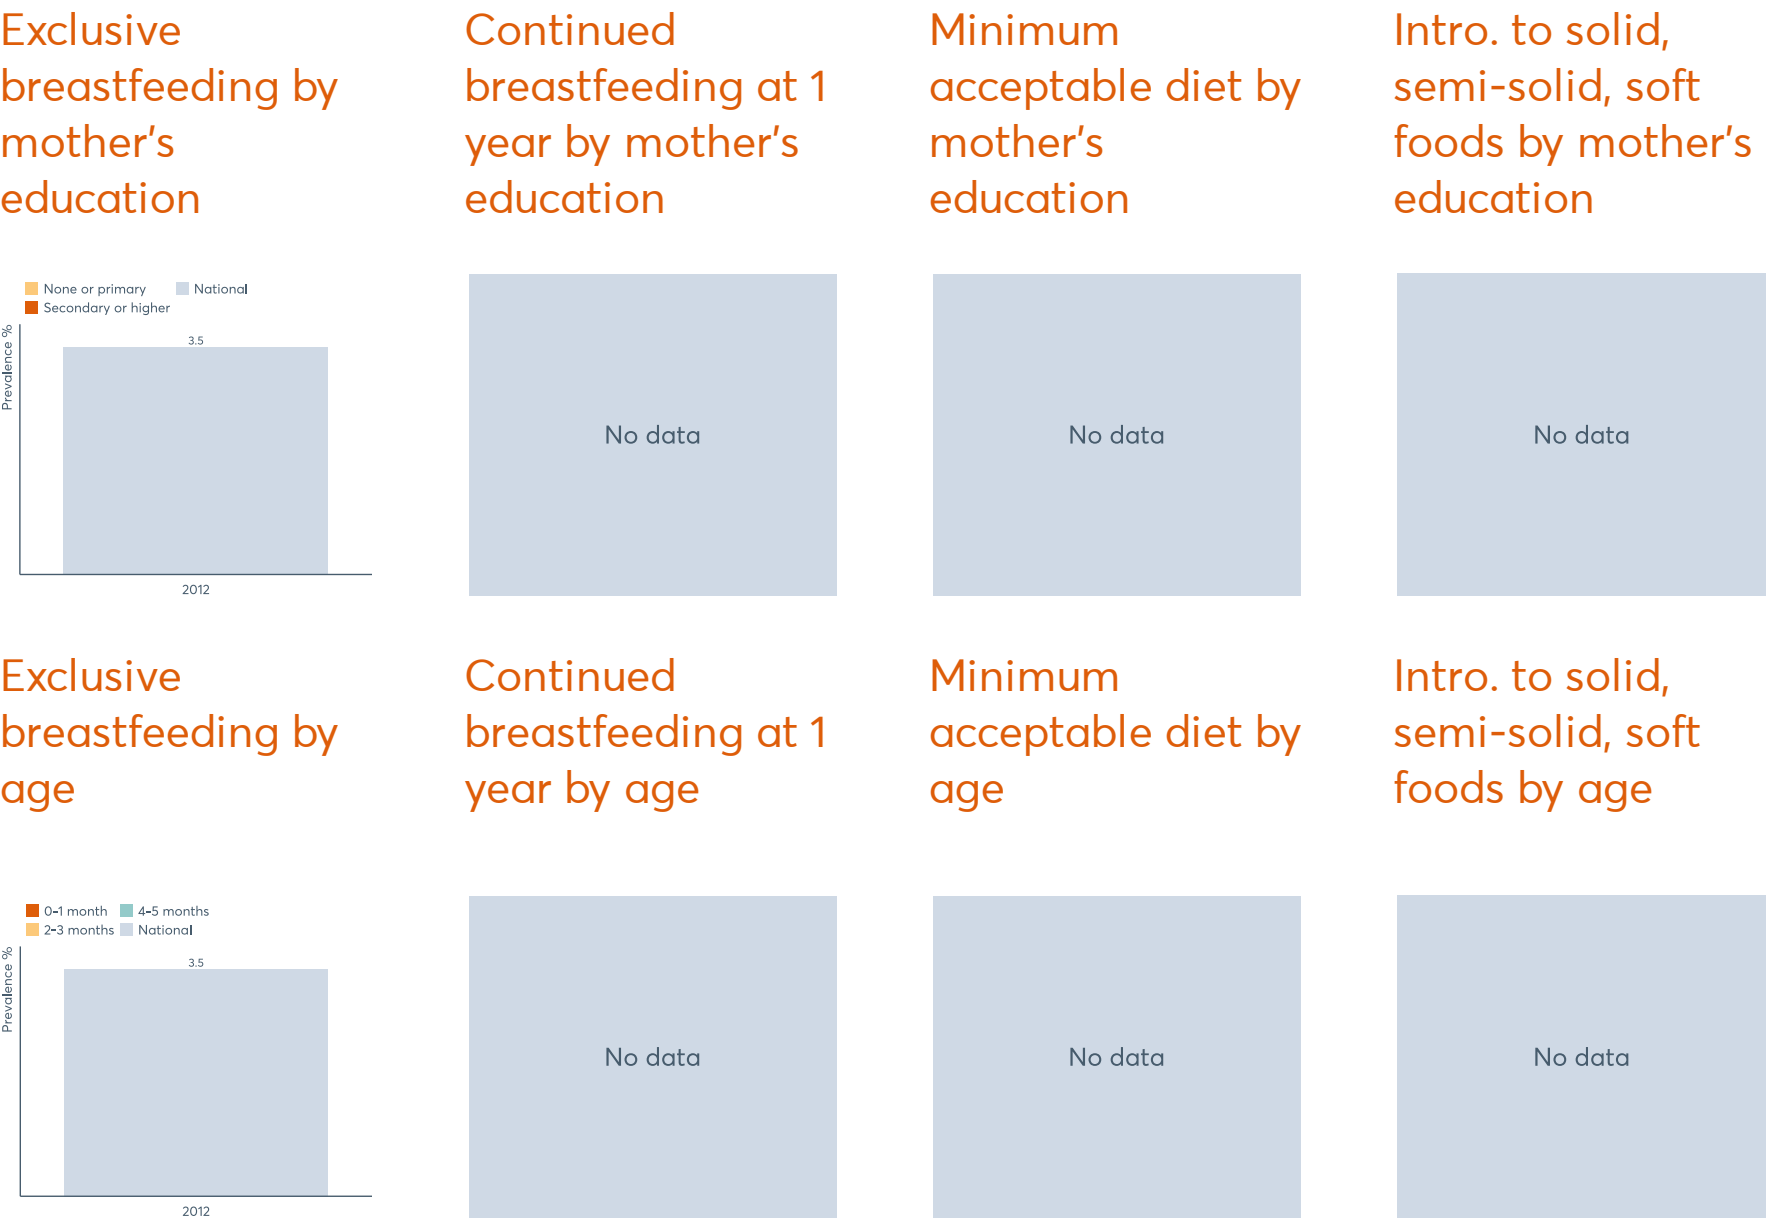 Exclusive
breastfeeding by
mother's
education
Continued
breastfeeding at 1
year by mother's
education
Minimum
acceptable diet by
mother's
education
Intro. to solid,
semi-solid, soft
foods by mother's
education
None or primary
National
Secondary or higher
Prevalence %
3.5
2012
No data
No data
No data
Exclusive
breastfeeding by
age
Continued
breastfeeding at 1
year by age
Minimum
acceptable diet by
age
Intro. to solid,
semi-solid, soft
foods by age
0-1 month
4-5 months
2-3 months
National
Prevalence %
3.5
2012
No data
No data
No data